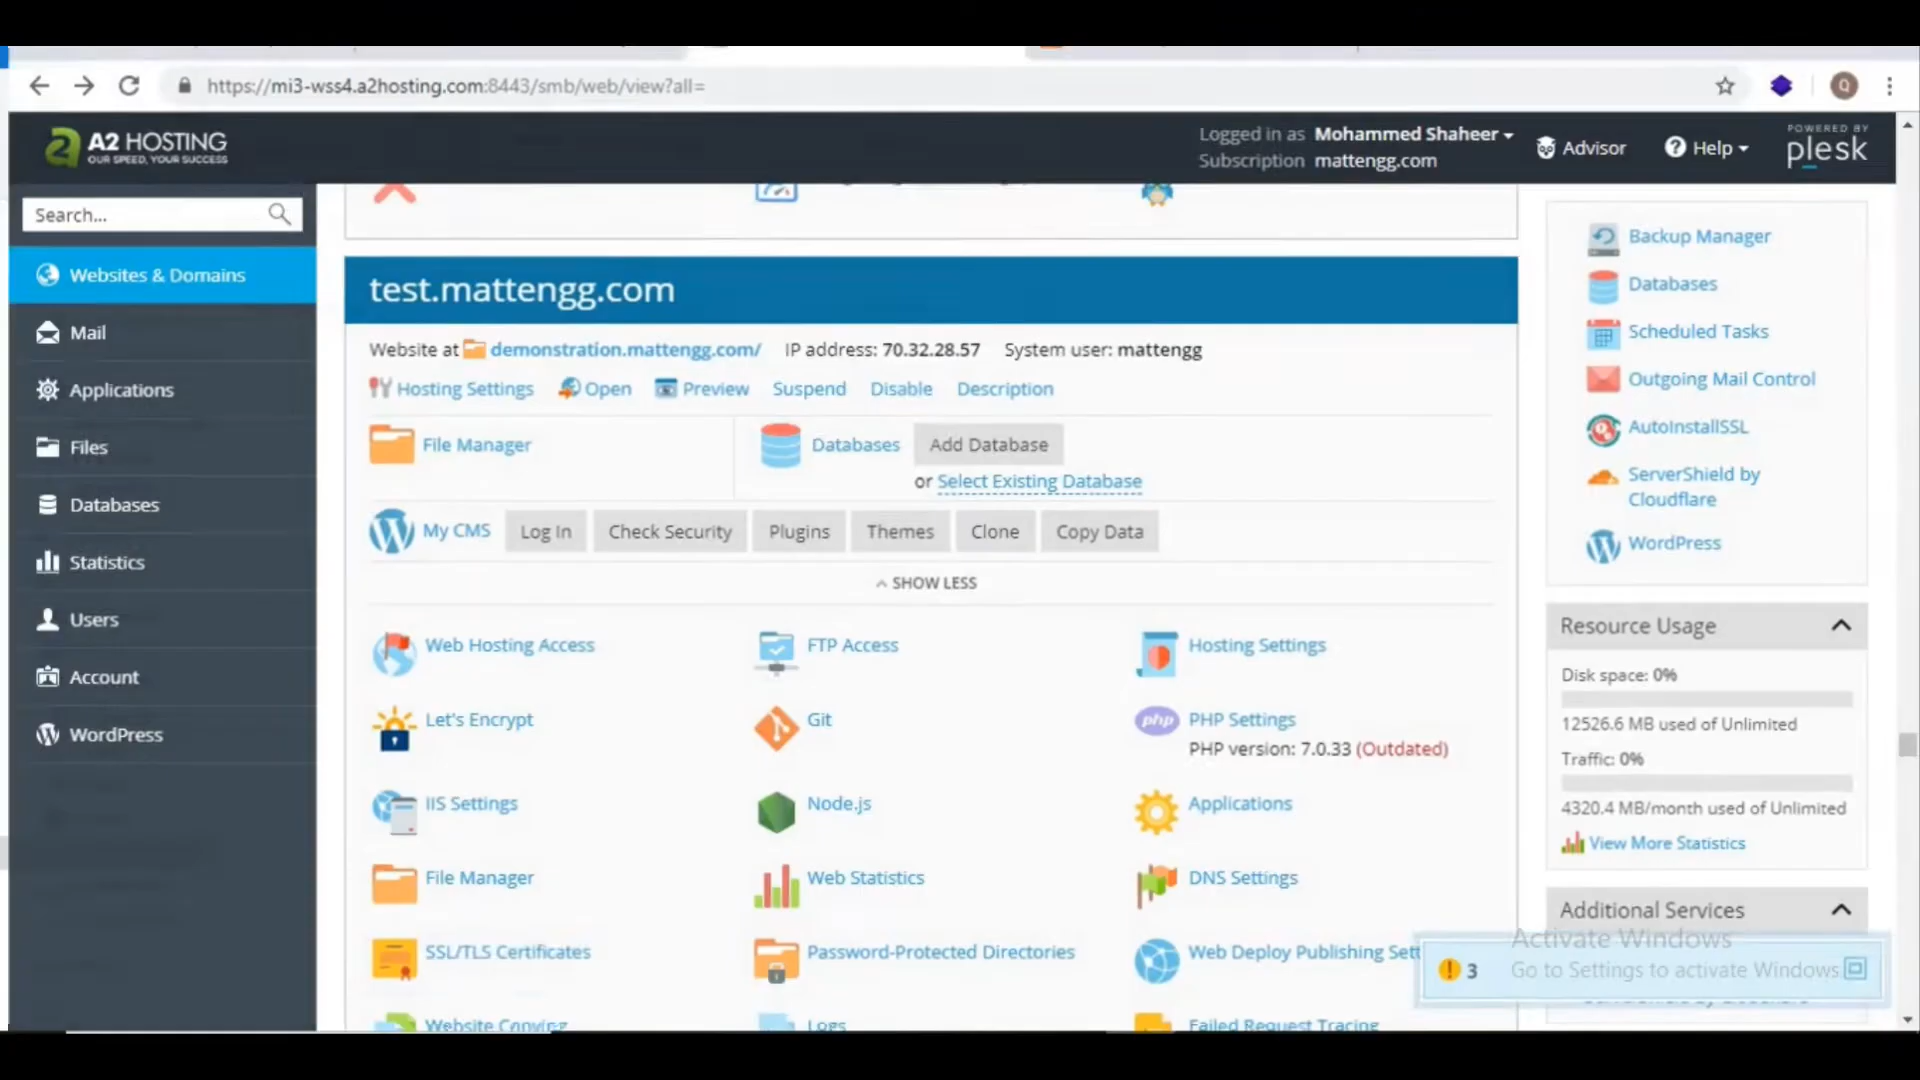 https://mi3-wss4.a2hosting.com:8443/smb/web/view?all=
Q
A2 HOSTING
OUR SPEED, YOUR SUCCESS
Logged in as Mohammed Shaheer
Subscription mattengg.com
Advisor
Help
POWERED BY
plesk
Search...
Websites & Domains
Mail
Applications
Files
Databases
Statistics
Users
Account
WordPress
test.mattengg.com
Website at demonstration.mattengg.com/ IP address: 70.32.28.57 System user: mattengg
Hosting Settings Open Preview Suspend Disable Description
File Manager
Databases Add Database
or Select Existing Database
My CMS Log In Check Security Plugins Themes Clone Copy Data
SHOW LESS
Web Hosting Access FTP Access Hosting Settings
Let's Encrypt Git PHP Settings
PHP version: 7.0.33 (Outdated)
IIS Settings Node.js Applications
File Manager Web Statistics DNS Settings
SSL/TLS Certificates Password-Protected Directories Web Deploy Publishing Sett
Website Copying Logs Failed Request Tracing
Backup Manager
Databases
Scheduled Tasks
Outgoing Mail Control
AutoInstallSSL
ServerShield by
Cloudflare
WordPress
Resource Usage
Disk space: 0%
12526.6 MB used of Unlimited
Traffic: 0%
4320.4 MB/month used of Unlimited
View More Statistics
Additional Services
Activate Windows
3 Go to Settings to activate Windows.